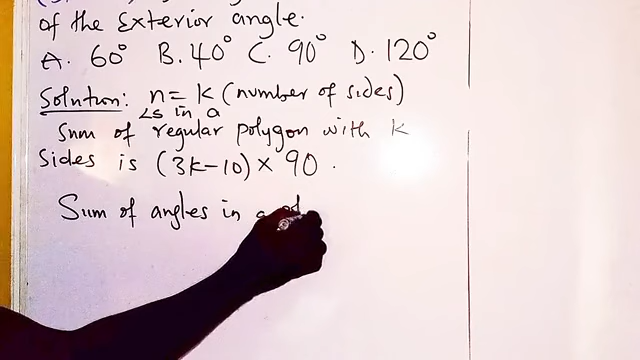 of the Exterior angle.
A. 60° B. 40° C. 90° D. 120°
Solution: n = k (number of sides)
∠s in a
Sum of regular polygon with k
Sides is (3k-10) × 90.
Sum of angles in a